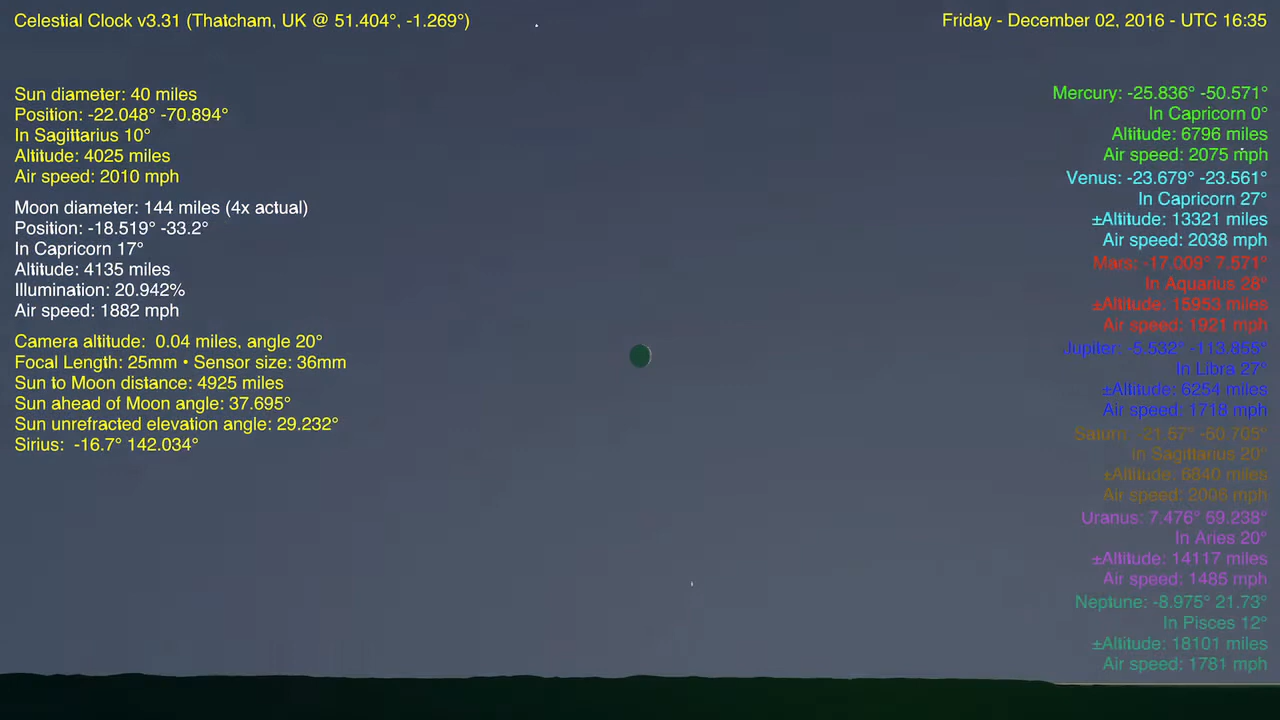 Celestial Clock v3.31 (Thatcham, UK @ 51.404°, -1.269°)
Friday - December 02, 2016 - UTC 16:35
Sun diameter: 40 miles
Position: -22.048° -70.894°
In Sagittarius 10°
Altitude: 4025 miles
Air speed: 2010 mph
Moon diameter: 144 miles (4x actual)
Position: -18.519° -33.2°
In Capricorn 17°
Altitude: 4135 miles
Illumination: 20.942%
Air speed: 1882 mph
Camera altitude:  0.04 miles, angle 20°
Focal Length: 25mm • Sensor size: 36mm
Sun to Moon distance: 4925 miles
Sun ahead of Moon angle: 37.695°
Sun unrefracted elevation angle: 29.232°
Sirius:  -16.7° 142.034°
Mercury: -25.836° -50.571°
In Capricorn 0°
Altitude: 6796 miles
Air speed: 2075 mph
Venus: -23.679° -23.561°
In Capricorn 27°
±Altitude: 13321 miles
Air speed: 2038 mph
Mars: -17.009° 7.571°
In Aquarius 28°
±Altitude: 15953 miles
Air speed: 1921 mph
Jupiter: -5.532° -113.855°
In Libra 27°
±Altitude: 6254 miles
Air speed: 1718 mph
Saturn: -21.67° -60.705°
In Sagittarius 20°
±Altitude: 6840 miles
Air speed: 2006 mph
Uranus: 7.476° 59.238°
In Aries 20°
±Altitude: 14117 miles
Air speed: 1485 mph
Neptune: -8.975° 21.73°
In Pisces 12°
±Altitude: 18101 miles
Air speed: 1781 mph